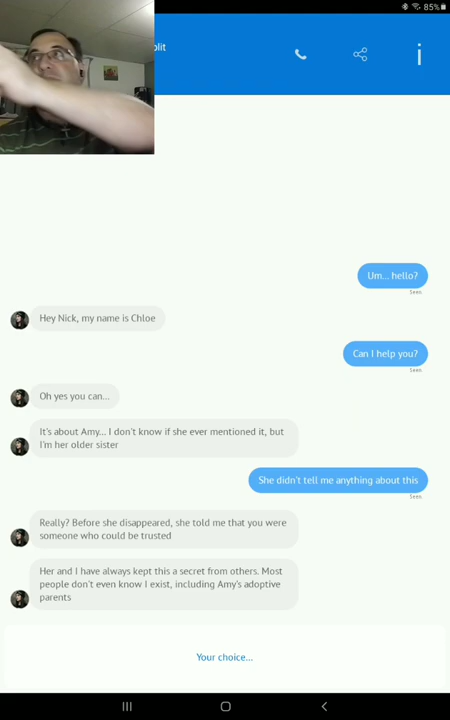 85%
plit
Um... hello?
Seen
Hey Nick, my name is Chloe
Can I help you?
Seen
Oh yes you can...
It's about Amy... I don't know if she ever mentioned it, but
I'm her older sister
She didn't tell me anything about this
Seen
Really? Before she disappeared, she told me that you were
someone who could be trusted
Her and I have always kept this a secret from others. Most
people don't even know I exist, including Amy's adoptive
parents
Your choice...